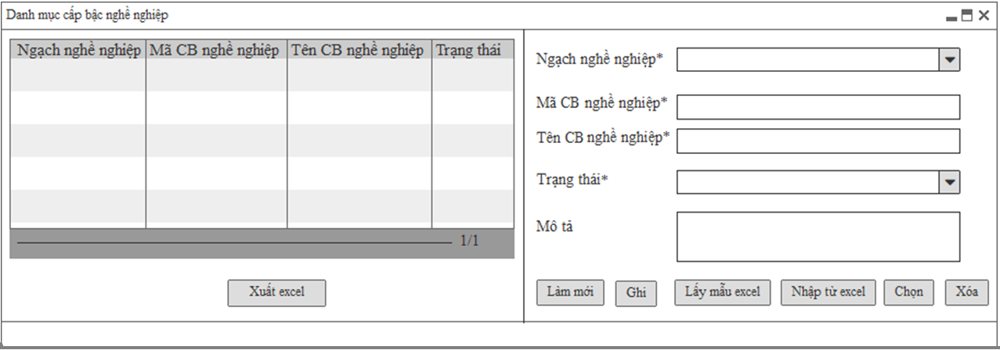 Danh mục cấp bậc nghề nghiệp
Ngạch nghề nghiệp Mã CB nghề nghiệp Tên CB nghề nghiệp Trạng thái
1/1
Xuất excel
Ngạch nghề nghiệp*
Mã CB nghề nghiệp*
Tên CB nghề nghiệp*
Trạng thái*
Mô tả
Làm mới Ghi Lấy mẫu excel Nhập từ excel Chọn Xóa